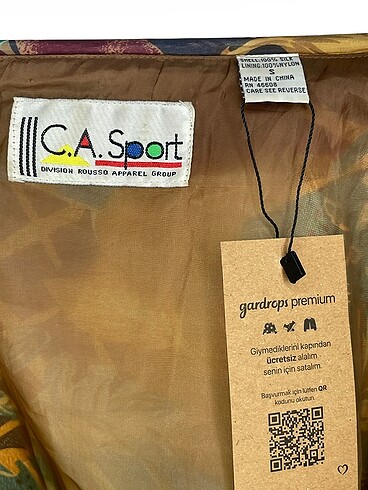 SHELL:100% SILK
LINING:100%NYLON
S
MADE IN CHINA
RN 46608
CARE SEE REVERSE
C.A. Sport
DIVISION ROUSSO APPAREL GROUP
gardrops premium
Giymediklerini kapından
ücretsiz alalım
senin için satalım.
Başvurmak için lütfen QR
kodunu okutun.